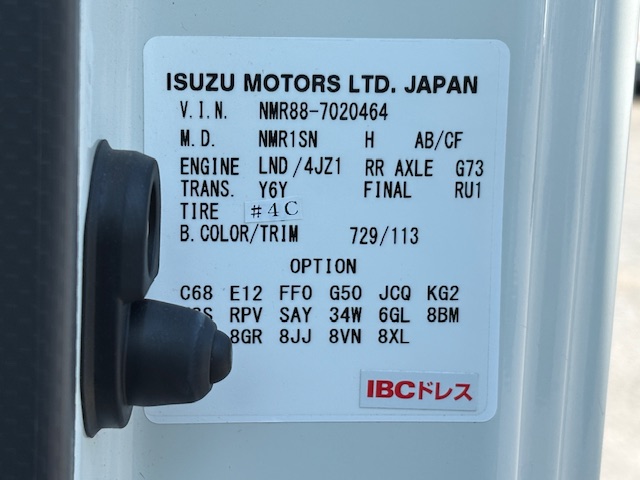 ISUZU MOTORS LTD. JAPAN
V.I.N. NMR88-7020464
M.D. NMR1SN H AB/CF
ENGINE LND/4JZ1 RR AXLE G73
TRANS. Y6Y FINAL RU1
TIRE #4C
B.COLOR/TRIM 729/113
OPTION
C68 E12 FF0 G50 JCQ KG2
RPV SAY 34W 6GL 8BM
8GR 8JJ 8VN 8XL
IBCドレス